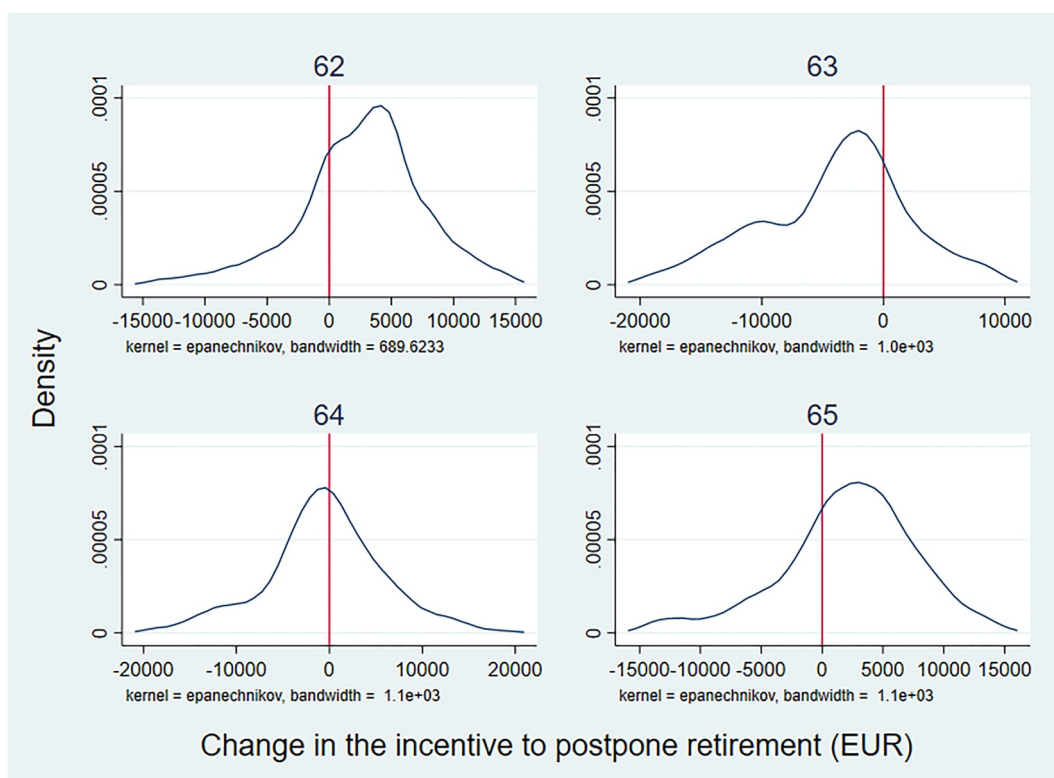 62
63
.0001
.00005
0
-15000 -10000 -5000 0 5000 10000 15000
kernel = epanechnikov, bandwidth = 689.6233
.0001
.00005
0
-20000 -10000 0 10000
kernel = epanechnikov, bandwidth = 1.0e+03
Density
64
65
.0001
.00005
0
-20000 -10000 0 10000 20000
kernel = epanechnikov, bandwidth = 1.1e+03
.0001
.00005
0
-15000 -10000 -5000 0 5000 10000 15000
kernel = epanechnikov, bandwidth = 1.1e+03
Change in the incentive to postpone retirement (EUR)